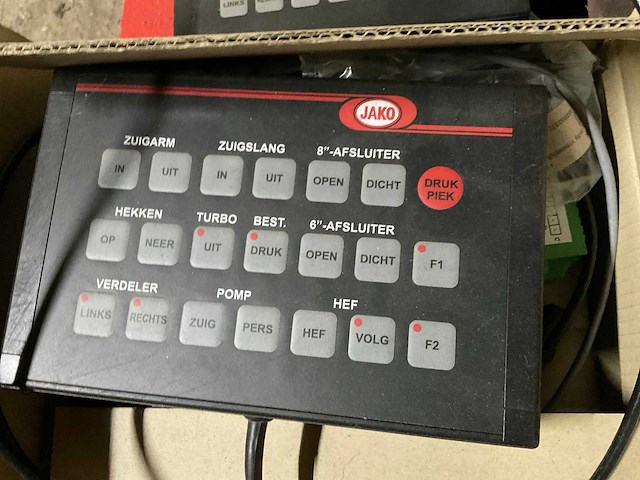 LINKS
JAKO
ZUIGARM ZUIGSLANG 8"-AFSLUITER
IN UIT IN UIT OPEN DICHT DRUK PIEK
HEKKEN TURBO BEST. 6"-AFSLUITER
OP NEER UIT DRUK OPEN DICHT F1
VERDELER POMP HEF
LINKS RECHTS ZUIG PERS HEF VOLG F2